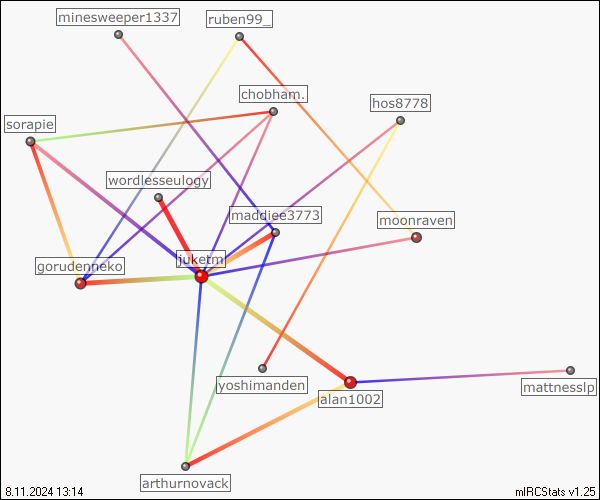 minesweeper1337
ruben99_
chobham.
hos8778
sorapie
wordlesseulogy
maddiee3773
moonraven
juketm
gorudenneko
yoshimanden
mattnesslp
alan1002
arthurnovack
8.11.2024 13:14
mIRCStats v1.25